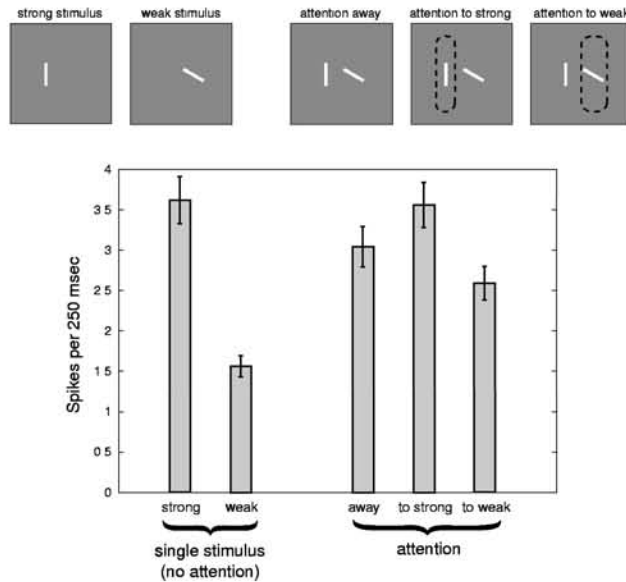 strong stimulus weak stimulus attention away attention to strong attention to weak
4
3 5
3
2 5
2
1 5
1
0 5
0
Spikes per 250 msec
strong weak away to strong to weak
single stimulus attention
(no attention)